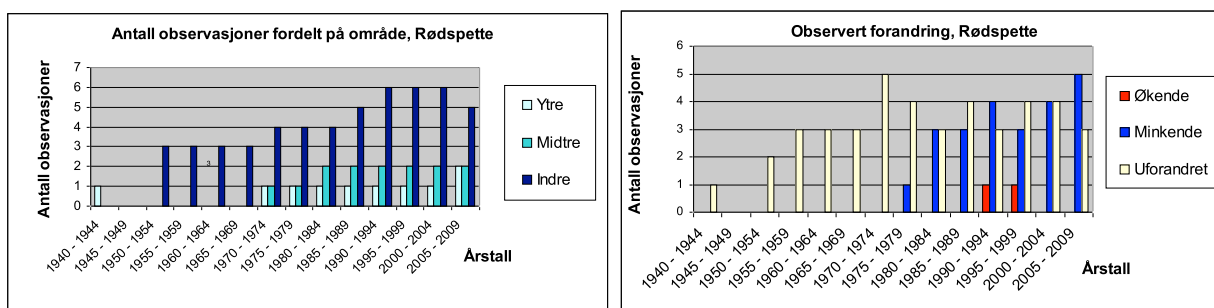 Antall observasjoner fordelt på område, Rødspette
Antall observasjoner
7
6
5
4
3
2
1
0
3
1940 - 1944
1945 - 1949
1950 - 1954
1955 - 1959
1960 - 1964
1965 - 1969
1970 - 1974
1975 - 1979
1980 - 1984
1985 - 1989
1990 - 1994
1995 - 1999
2000 - 2004
2005 - 2009
Årstall
Ytre
Midtre
Indre
Observert forandring, Rødspette
Antall observasjoner
6
5
4
3
2
1
0
1940 - 1944
1945 - 1949
1950 - 1954
1955 - 1959
1960 - 1964
1965 - 1969
1970 - 1974
1975 - 1979
1980 - 1984
1985 - 1989
1990 - 1994
1995 - 1999
2000 - 2004
2005 - 2009
Årstall
Økende
Minkende
Uforandret